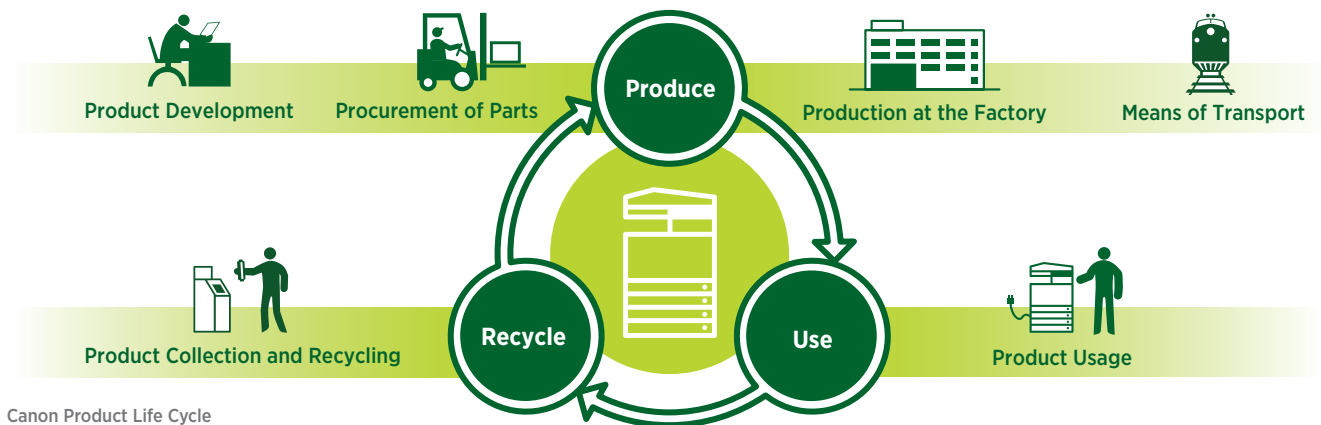 Produce
Product Development
Procurement of Parts
Production at the Factory
Means of Transport
Recycle
Use
Product Collection and Recycling
Product Usage
Canon Product Life Cycle